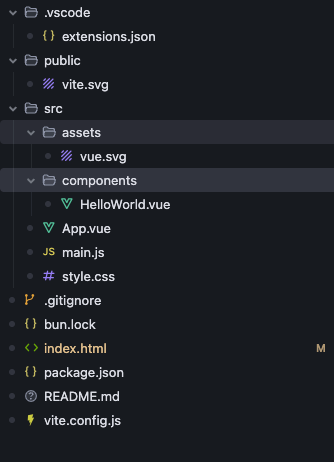 .vscode
extensions.json
public
vite.svg
src
assets
vue.svg
components
HelloWorld.vue
App.vue
JS main.js
style.css
.gitignore
bun.lock
index.html M
package.json
README.md
vite.config.js